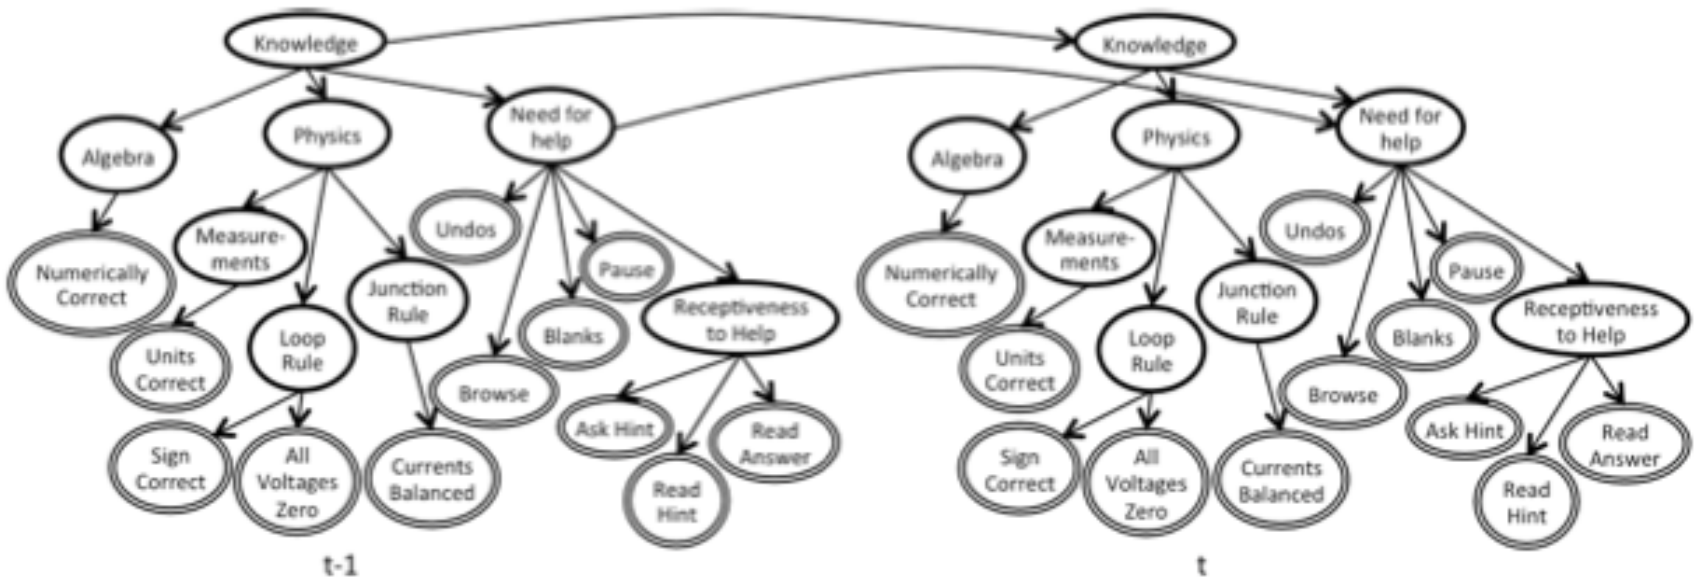 Knowledge
Algebra
Physics
Need for
help
Numerically
Correct
Measure-
ments
Units
Correct
Loop
Rule
Junction
Rule
Sign
Correct
All
Voltages
Zero
Currents
Balanced
Undos
Browse
Blanks
Pause
Receptiveness
to Help
Ask Hint
Read
Hint
Read
Answer
t-1
Knowledge
Algebra
Physics
Need for
help
Numerically
Correct
Measure-
ments
Units
Correct
Loop
Rule
Junction
Rule
Sign
Correct
All
Voltages
Zero
Currents
Balanced
Undos
Browse
Blanks
Pause
Receptiveness
to Help
Ask Hint
Read
Hint
Read
Answer
t